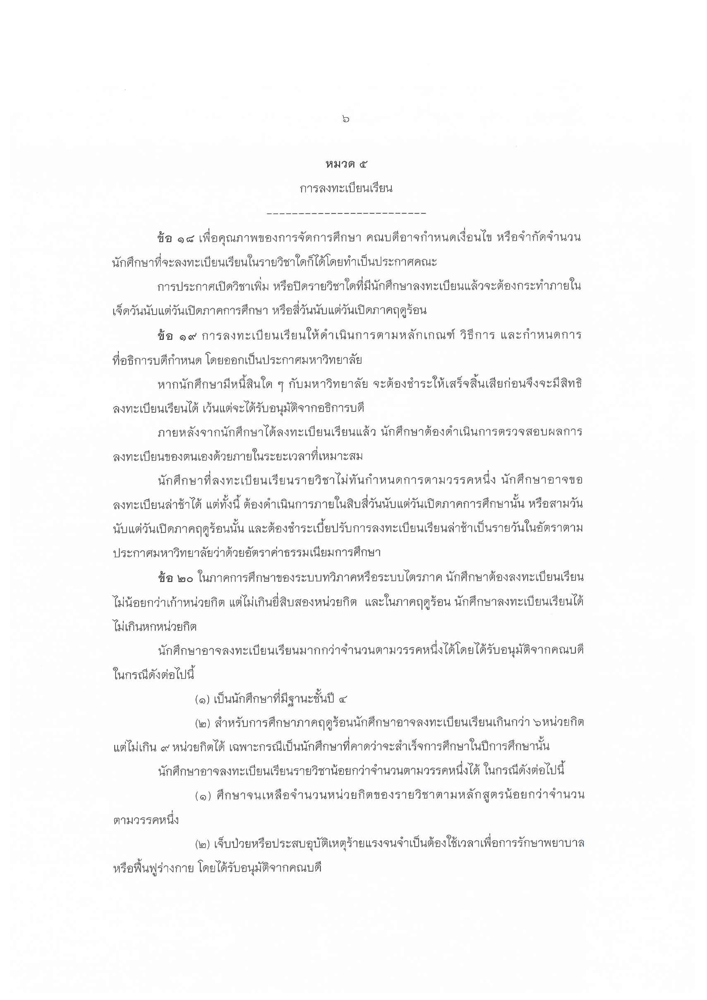 ๖
หมวด ๕
การลงทะเบียนเรียน
-------------------------
ข้อ ๑๘ เพื่อคุณภาพของการจัดการศึกษา คณบดีอาจกำหนดเงื่อนไข หรือจำกัดจำนวน
นักศึกษาที่จะลงทะเบียนเรียนในรายวิชาใดก็ได้โดยทำเป็นประกาศคณะ
การประกาศเปิดวิชาเพิ่ม หรือปิดรายวิชาใดที่มีนักศึกษาลงทะเบียนแล้วจะต้องกระทำภายใน
เจ็ดวันนับแต่วันเปิดภาคการศึกษา หรือสี่วันนับแต่วันเปิดภาคฤดูร้อน
ข้อ ๑๙ การลงทะเบียนเรียนให้ดำเนินการตามหลักเกณฑ์ วิธีการ และกำหนดการ
ที่อธิการบดีกำหนด โดยออกเป็นประกาศมหาวิทยาลัย
หากนักศึกษามีหนี้สินใด ๆ กับมหาวิทยาลัย จะต้องชำระให้เสร็จสิ้นเสียก่อนจึงจะมีสิทธิ
ลงทะเบียนเรียนได้ เว้นแต่จะได้รับอนุมัติจากอธิการบดี
ภายหลังจากนักศึกษาได้ลงทะเบียนเรียนแล้ว นักศึกษาต้องดำเนินการตรวจสอบผลการ
ลงทะเบียนของตนเองด้วยภายในระยะเวลาที่เหมาะสม
นักศึกษาที่ลงทะเบียนเรียนรายวิชาไม่ทันกำหนดการตามวรรคหนึ่ง นักศึกษาอาจขอ
ลงทะเบียนล่าช้าได้ แต่ทั้งนี้ ต้องดำเนินการภายในสิบสี่วันนับแต่วันเปิดภาคการศึกษานั้น หรือสามวัน
นับแต่วันเปิดภาคฤดูร้อนนั้น และต้องชำระเบี้ยปรับการลงทะเบียนเรียนล่าช้าเป็นรายวันในอัตราตาม
ประกาศมหาวิทยาลัยว่าด้วยอัตราค่าธรรมเนียมการศึกษา
ข้อ ๒๐ ในภาคการศึกษาของระบบทวิภาคหรือระบบไตรภาค นักศึกษาต้องลงทะเบียนเรียน
ไม่น้อยกว่าเก้าหน่วยกิต แต่ไม่เกินยี่สิบสองหน่วยกิต และในภาคฤดูร้อน นักศึกษาลงทะเบียนเรียนได้
ไม่เกินหกหน่วยกิต
นักศึกษาอาจลงทะเบียนเรียนมากกว่าจำนวนตามวรรคหนึ่งได้โดยได้รับอนุมัติจากคณบดี
ในกรณีดังต่อไปนี้
(๑) เป็นนักศึกษาที่มีฐานะชั้นปี ๔
(๒) สำหรับการศึกษาภาคฤดูร้อนนักศึกษาอาจลงทะเบียนเรียนเกินกว่า ๖หน่วยกิต
แต่ไม่เกิน ๙ หน่วยกิตได้ เฉพาะกรณีเป็นนักศึกษาที่คาดว่าจะสำเร็จการศึกษาในปีการศึกษานั้น
นักศึกษาอาจลงทะเบียนเรียนรายวิชาน้อยกว่าจำนวนตามวรรคหนึ่งได้ ในกรณีดังต่อไปนี้
(๑) ศึกษาจนเหลือจำนวนหน่วยกิตของรายวิชาตามหลักสูตรน้อยกว่าจำนวน
ตามวรรคหนึ่ง
(๒) เจ็บป่วยหรือประสบอุบัติเหตุร้ายแรงจนจำเป็นต้องใช้เวลาเพื่อการรักษาพยาบาล
หรือฟื้นฟูร่างกาย โดยได้รับอนุมัติจากคณบดี